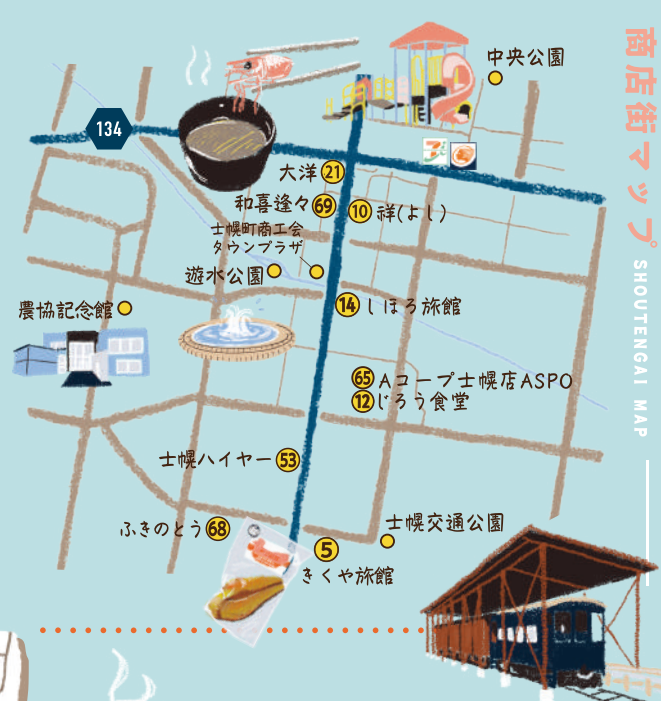 商店街マップ
SHOUTENGAI MAP
中央公園
134
大洋 21
和喜逢々 69
10 祥(よし)
士幌町商工会
タウンプラザ
遊水公園
14 しほろ旅館
農協記念館
65 Aコープ士幌店ASPO
12 じろう食堂
士幌ハイヤー 53
ふきのとう 68
士幌交通公園
5
きくや旅館